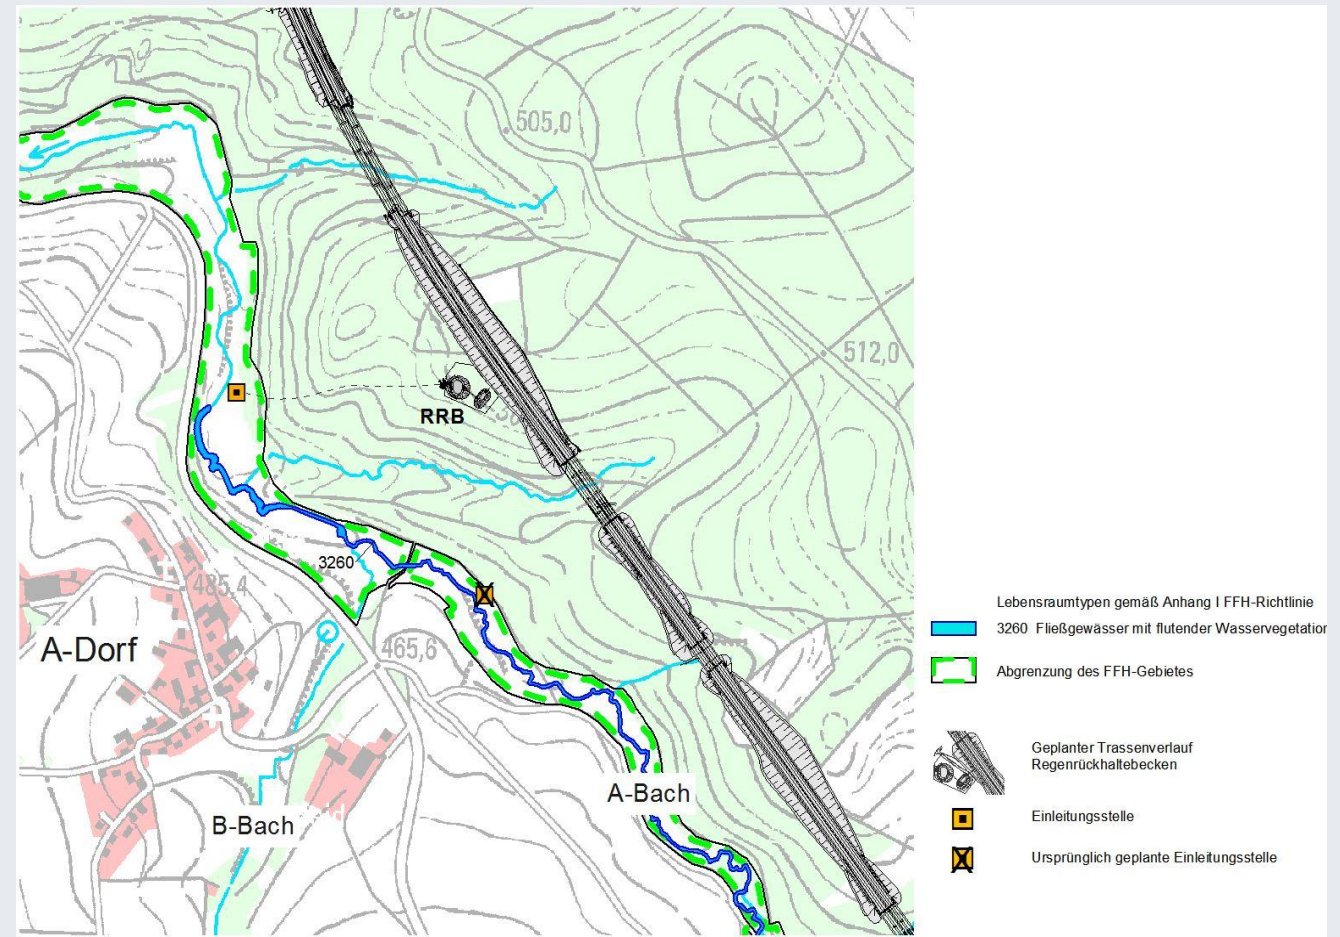 505,0
512,0
RRB
3260
485,4
A-Dorf
465,6
A-Bach
B-Bach
Lebensraumtypen gemäß Anhang I FFH-Richtlinie
3260 Fließgewässer mit flutender Wasservegetation
Abgrenzung des FFH-Gebietes
Geplanter Trassenverlauf
Regenrückhaltebecken
Einleitungsstelle
Ursprünglich geplante Einleitungsstelle